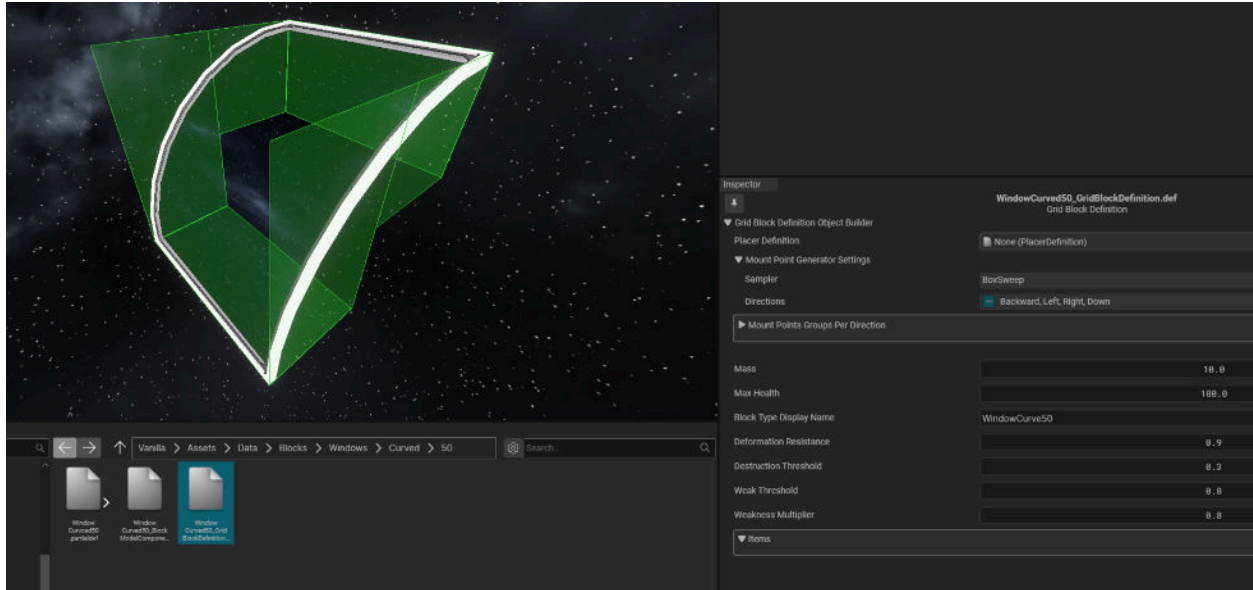 Inspector
WindowCurved50_GridBlockDefinition.def
Grid Block Definition
Grid Block Definition Object Builder
Placer Definition None (PlacerDefinition)
Mount Point Generator Settings
Sampler BoxSweep
Directions Backward, Left, Right, Down
Mount Points Groups Per Direction
Mass 10.0
Max Health 100.0
Block Type Display Name WindowCurve50
Deformation Resistance 0.9
Destruction Threshold 0.3
Weak Threshold 0.8
Weakness Multiplier 0.8
Items
Vanilla > Assets > Data > Blocks > Windows > Curved > 50 Search...
Window
Curved50
.partialdef
Window
Curved50_Block
ModelCompone...
Window
Curved50_Grid
BlockDefinition...